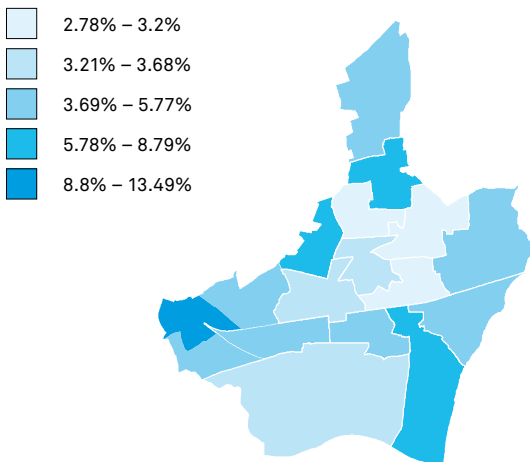 2.78% – 3.2%
3.21% – 3.68%
3.69% – 5.77%
5.78% – 8.79%
8.8% – 13.49%